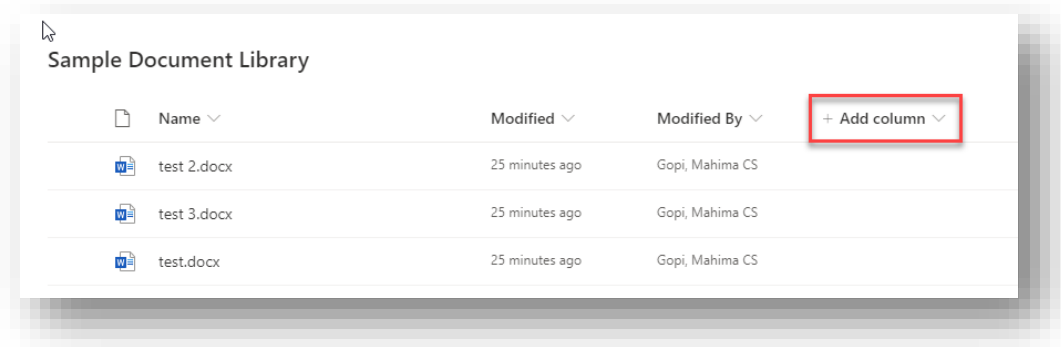 Sample Document Library
Name Modified Modified By + Add column
test 2.docx 25 minutes ago Gopi, Mahima CS
test 3.docx 25 minutes ago Gopi, Mahima CS
test.docx 25 minutes ago Gopi, Mahima CS